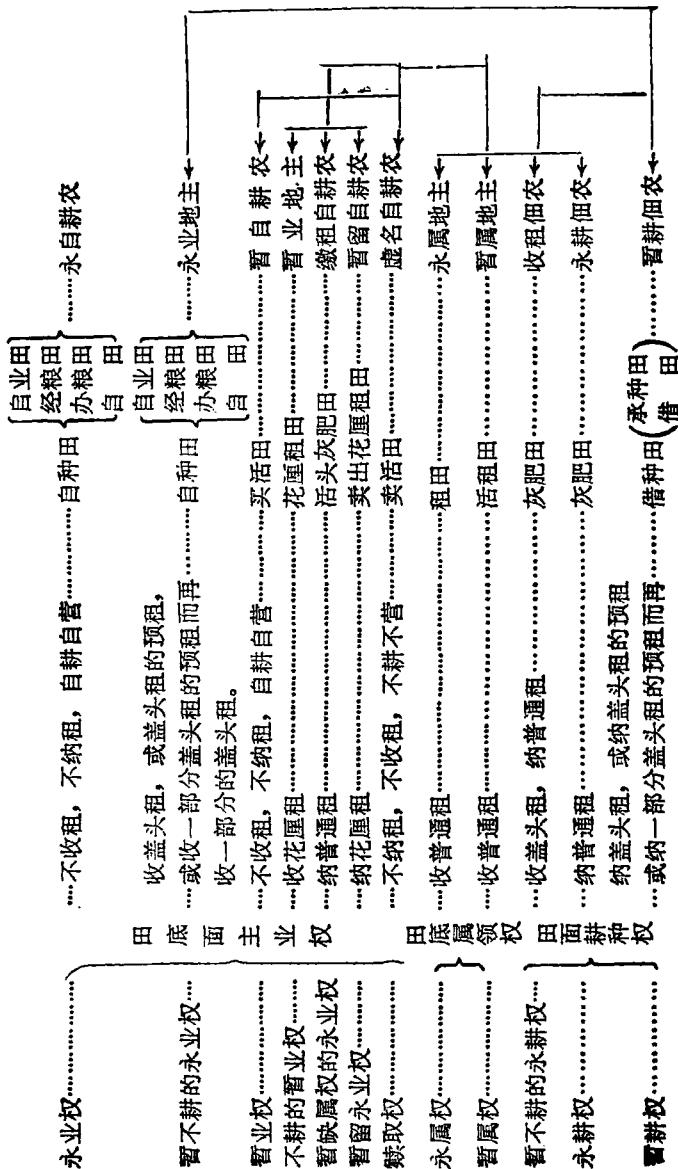 永业权……不收租，不纳租，自耕自营……自种田{自业田 经粮田 办粮田 自田}……永自耕农
收盖头租，或盖头租的预租，
暂不耕的永业权……或收一部分盖头租的预租而再……自种田{自业田 经粮田 办粮田 自田}……永业地主
收一部分的盖头租。
田底面主业权
暂业权……不收租，不纳租，自耕自营……买活田……暂自耕农
不耕的暂业权……收花厘租……花厘租田……暂业地主
暂缺属权的永业权……纳普通租……活头灰肥田……缴租自耕农
暂留永业权……纳花厘租……卖出花厘租田……暂留自耕农
赎取权……不纳租，不收租，不耕不营……卖活田……虚名自耕农
田底属领权
永属权……收普通租……租田……永属地主
暂属权……收普通租……活租田……暂属地主
田面耕种权
暂不耕的永耕权……收盖头租，纳普通租……灰肥田……收租佃农
永耕权……纳普通租……灰肥田……永耕佃农
纳盖头租，或纳盖头租的预租
暂耕权……或纳一部分盖头租的预租而再……借种田(承种田 借田)……暂耕佃农